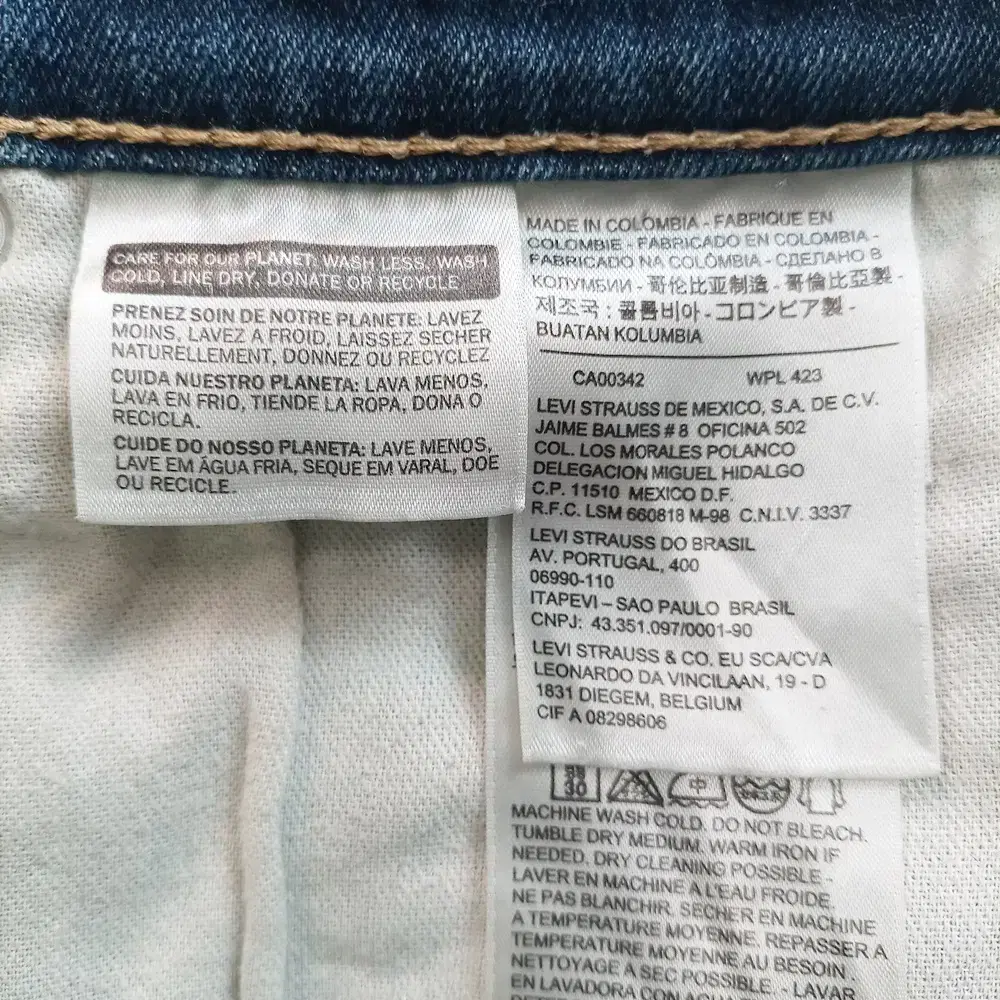 CARE FOR OUR PLANET: WASH LESS, WASH
COLD, LINE DRY, DONATE OR RECYCLE
PRENEZ SOIN DE NOTRE PLANETE: LAVEZ
MOINS, LAVEZ A FROID, LAISSEZ SECHER
NATURELLEMENT, DONNEZ OU RECYCLEZ
CUIDA NUESTRO PLANETA: LAVA MENOS,
LAVA EN FRIO, TIENDE LA ROPA, DONA O
RECICLA.
CUIDE DO NOSSO PLANETA: LAVE MENOS,
LAVE EM ÁGUA FRIA, SEQUE EM VARAL, DOE
OU RECICLE.
MADE IN COLOMBIA - FABRIQUE EN
COLOMBIE - FABRICADO EN COLOMBIA -
FABRICADO NA COLÔMBIA - СДЕЛАНО В
КОЛУМБИИ - 哥伦比亚制造 - 哥倫比亞製 -
제조국 : 콜롬비아 - コロンビア製 -
BUATAN KOLUMBIA
CA00342 WPL 423
LEVI STRAUSS DE MEXICO, S.A. DE C.V.
JAIME BALMES # 8 OFICINA 502
COL. LOS MORALES POLANCO
DELEGACION MIGUEL HIDALGO
C.P. 11510 MEXICO D.F.
R.F.C. LSM 660818 M-98 C.N.I.V. 3337
LEVI STRAUSS DO BRASIL
AV. PORTUGAL, 400
06990-110
ITAPEVI – SAO PAULO BRASIL
CNPJ: 43.351.097/0001-90
LEVI STRAUSS & CO. EU SCA/CVA
LEONARDO DA VINCILAAN, 19 - D
1831 DIEGEM, BELGIUM
CIF A 08298606
30 中
MACHINE WASH COLD. DO NOT BLEACH.
TUMBLE DRY MEDIUM. WARM IRON IF
NEEDED. DRY CLEANING POSSIBLE -
LAVER EN MACHINE A L'EAU FROIDE.
NE PAS BLANCHIR. SECHER EN MACHINE
A TEMPERATURE MOYENNE. REPASSER A
TEMPERATURE MOYENNE AU BESOIN.
NETTOYAGE A SEC POSSIBLE. - LAVAR
EN LAVADORA CON